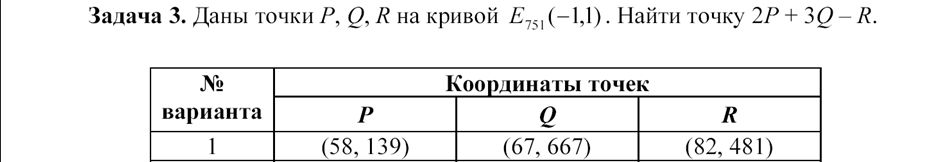 Задача 3. Даны точки P, Q, R на кривой E₇₅₁(−1,1). Найти точку 2P + 3Q – R.
№ варианта Координаты точек
P Q R
1 (58, 139) (67, 667) (82, 481)